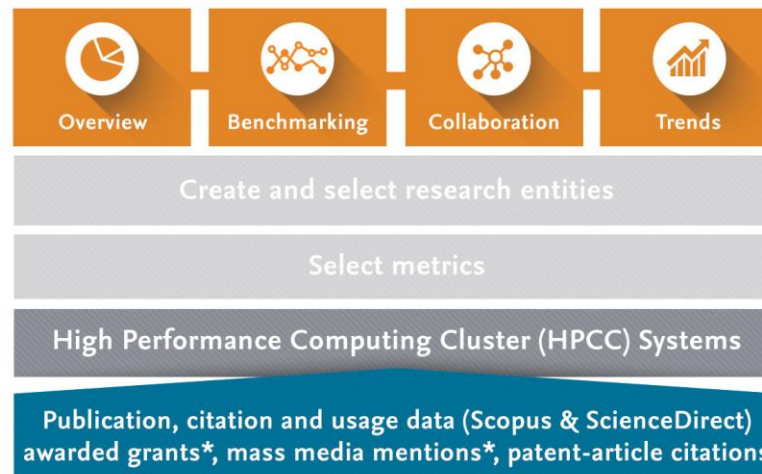 Overview
Benchmarking
Collaboration
Trends
Create and select research entities
Select metrics
High Performance Computing Cluster (HPCC) Systems
Publication, citation and usage data (Scopus & ScienceDirect)
awarded grants*, mass media mentions*, patent-article citations